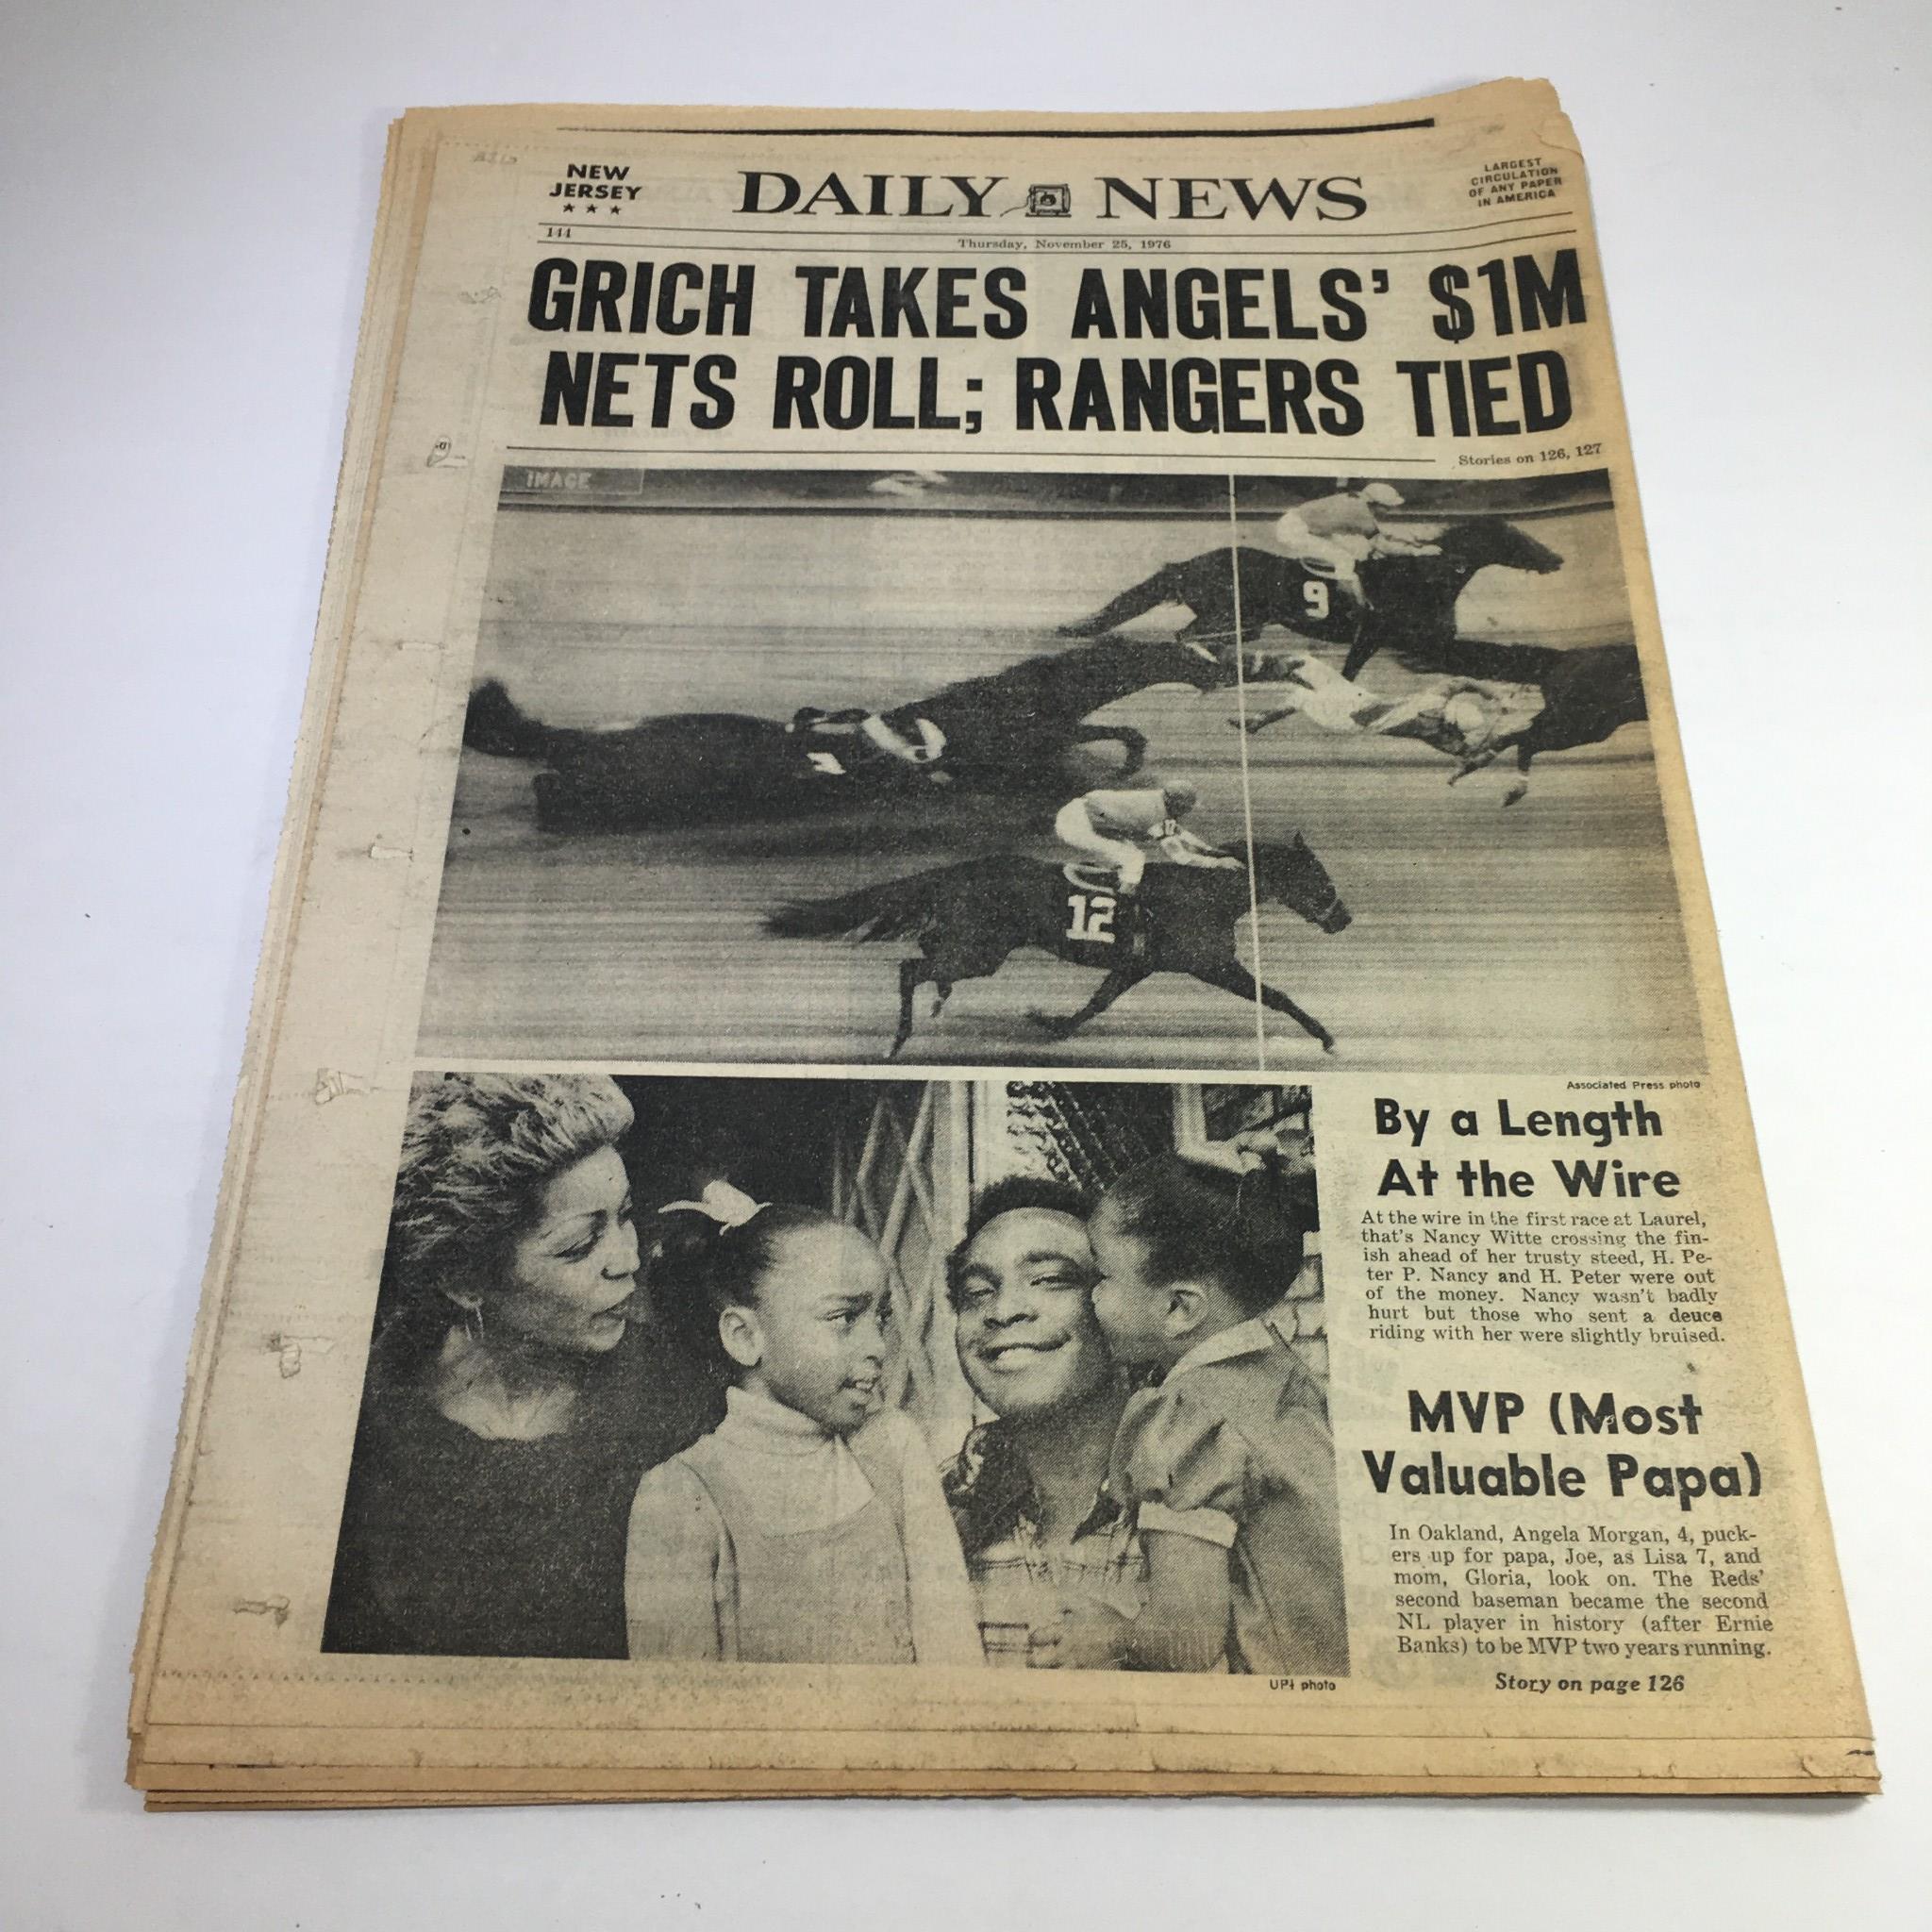 NEW
JERSEY
★ ★ ★
DAILY NEWS
LARGEST
CIRCULATION
OF ANY PAPER
IN AMERICA
144
Thursday, November 25, 1976
GRICH TAKES ANGELS' $1M
NETS ROLL; RANGERS TIED
Stories on 126, 127
IMAGE
9
12
Associated Press photo
By a Length
At the Wire
At the wire in the first race at Laurel,
that's Nancy Witte crossing the fin-
ish ahead of her trusty steed, H. Pe-
ter P. Nancy and H. Peter were out
of the money. Nancy wasn't badly
hurt but those who sent a deuce
riding with her were slightly bruised.
MVP (Most
Valuable Papa)
In Oakland, Angela Morgan, 4, puck-
ers up for papa, Joe, as Lisa 7, and
mom, Gloria, look on. The Reds'
second baseman became the second
NL player in history (after Ernie
Banks) to be MVP two years running.
Story on page 126
UPI photo